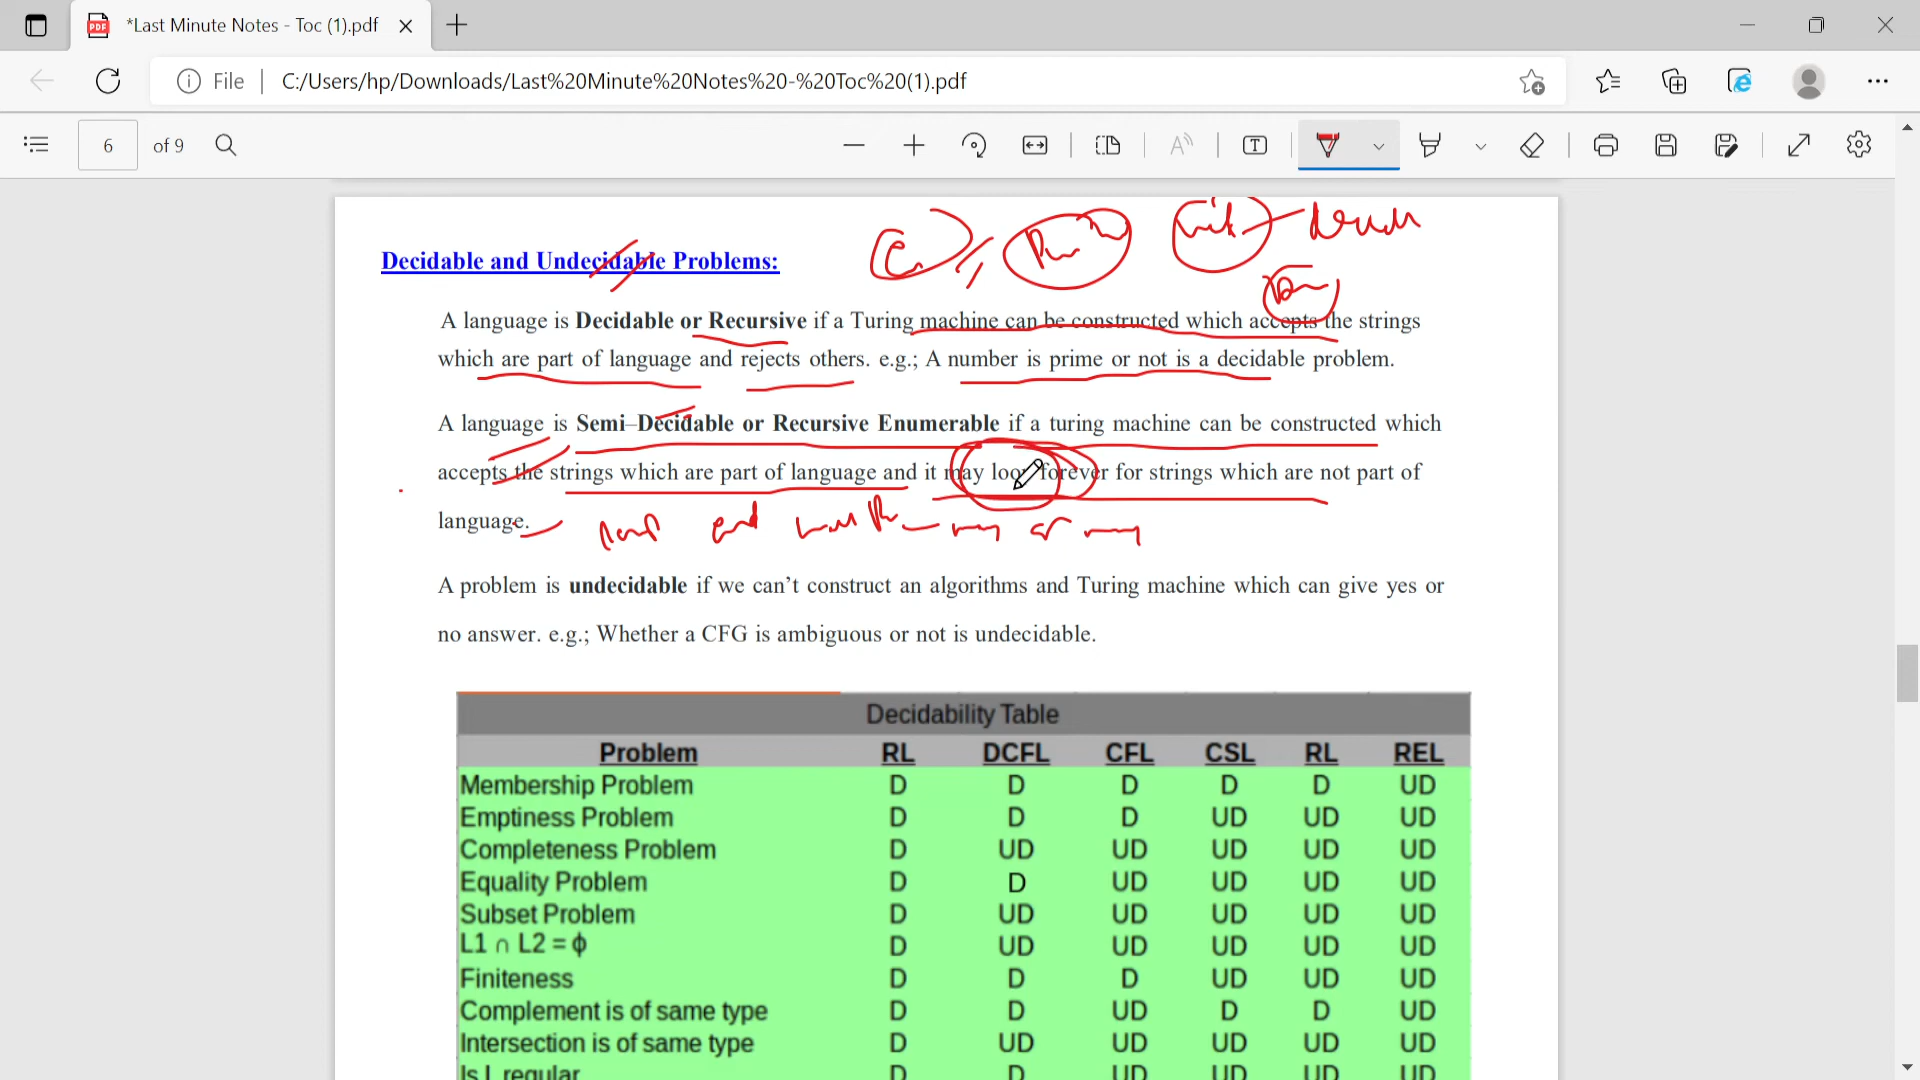 *Last Minute Notes - Toc (1).pdf
File C:/Users/hp/Downloads/Last%20Minute%20Notes%20-%20Toc%20(1).pdf
6 of 9
Decidable and Undecidable Problems:
A language is Decidable or Recursive if a Turing machine can be constructed which accepts the strings
which are part of language and rejects others. e.g.; A number is prime or not is a decidable problem.
A language is Semi–Decidable or Recursive Enumerable if a turing machine can be constructed which
accepts the strings which are part of language and it may loop forever for strings which are not part of
language.
A problem is undecidable if we can't construct an algorithms and Turing machine which can give yes or
no answer. e.g.; Whether a CFG is ambiguous or not is undecidable.
Decidability Table
Problem RL DCFL CFL CSL RL REL
Membership Problem D D D D D UD
Emptiness Problem D D D UD UD UD
Completeness Problem D UD UD UD UD UD
Equality Problem D D UD UD UD UD
Subset Problem D UD UD UD UD UD
L1 ∩ L2 = ϕ D UD UD UD UD UD
Finiteness D D D UD UD UD
Complement is of same type D D UD D D UD
Intersection is of same type D UD UD UD UD UD
Is L regular D D UD UD UD UD